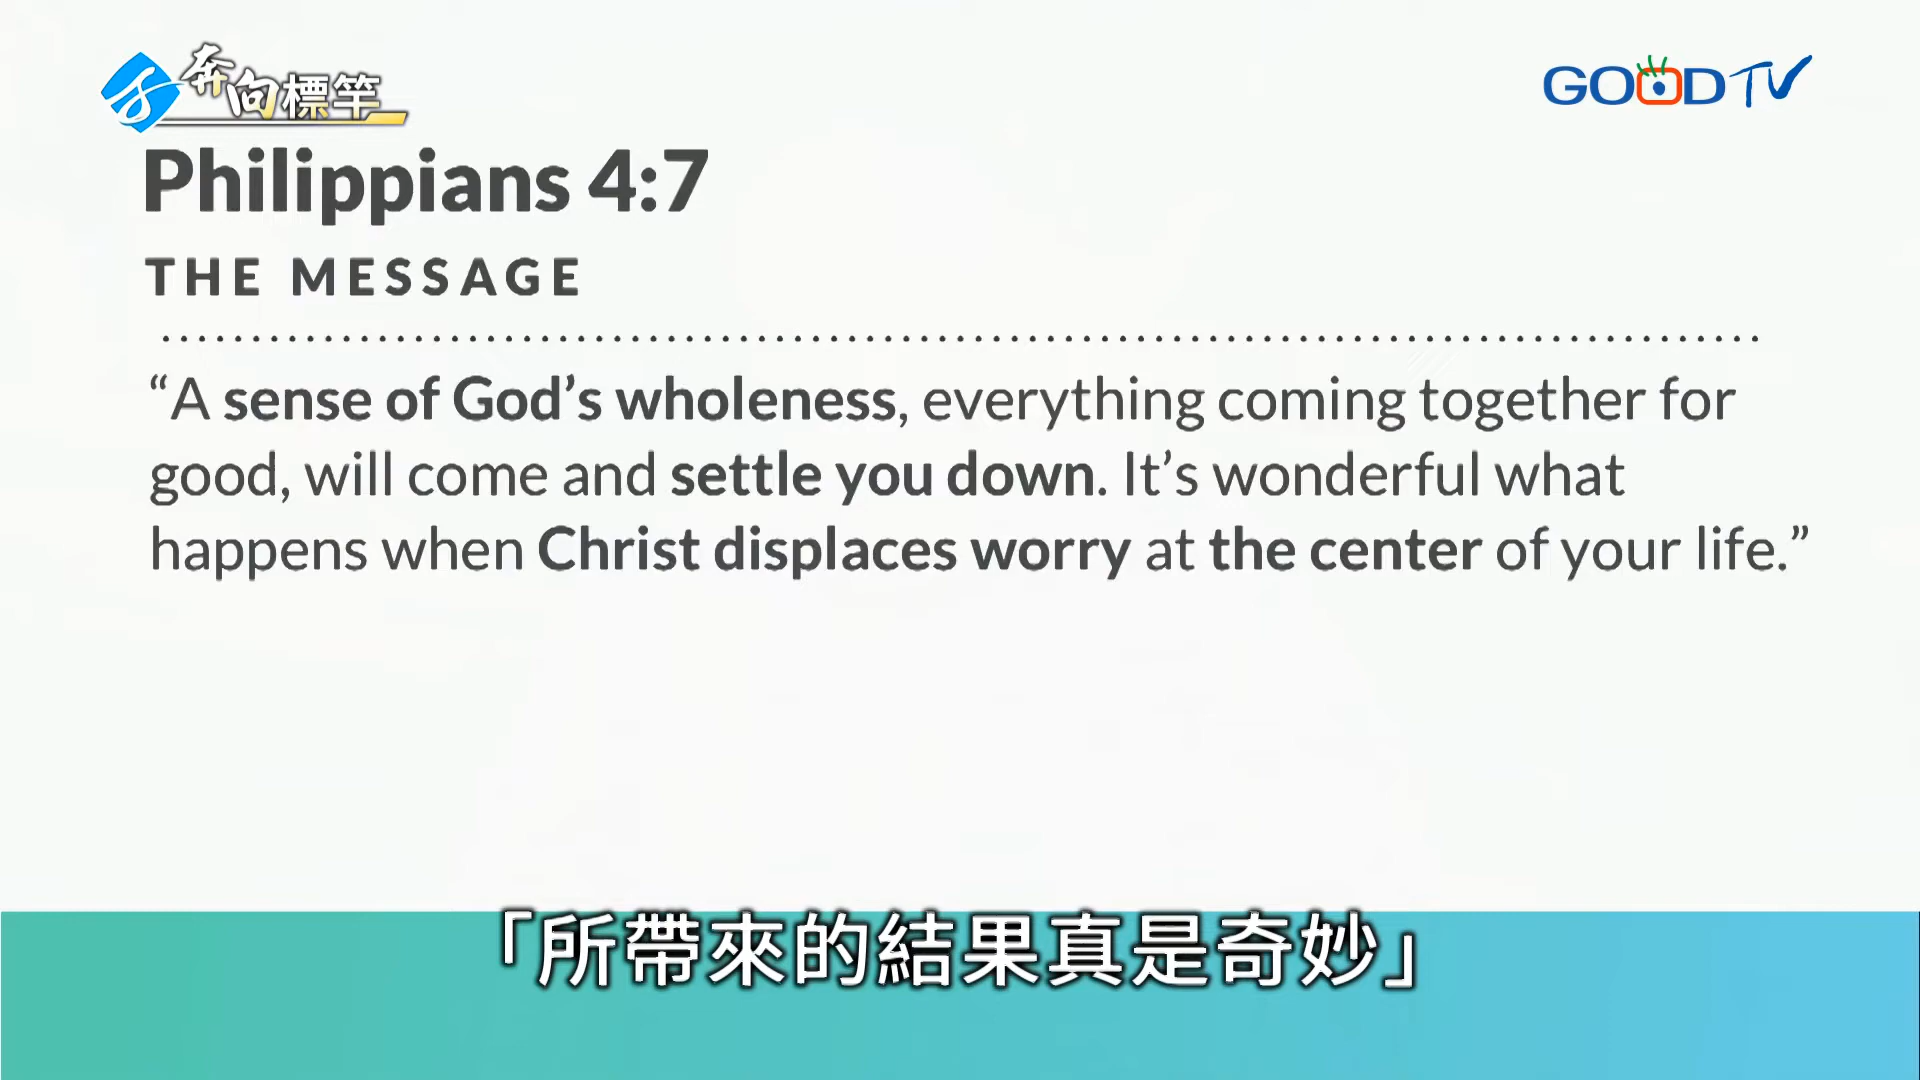 奔向標竿
GOOD TV
Philippians 4:7
THE MESSAGE
“A sense of God’s wholeness, everything coming together for
good, will come and settle you down. It’s wonderful what
happens when Christ displaces worry at the center of your life.”
「所帶來的結果真是奇妙」